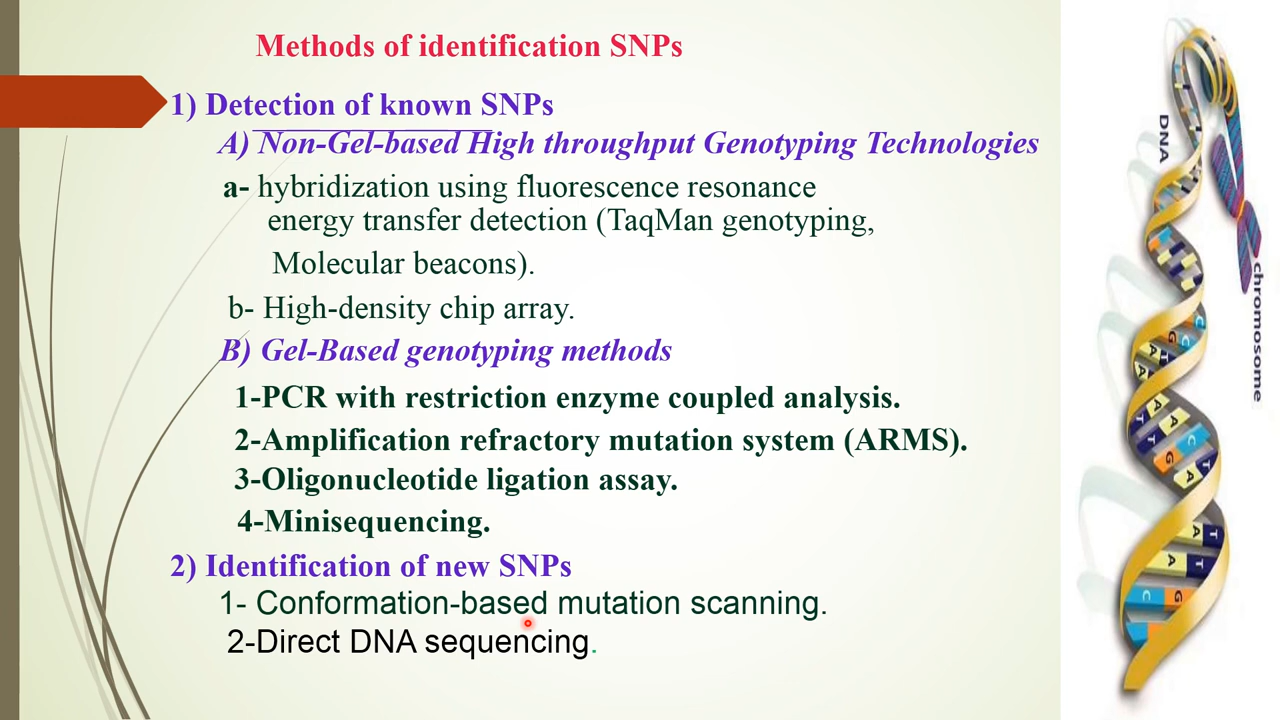 Methods of identification SNPs
1) Detection of known SNPs
A) Non-Gel-based High throughput Genotyping Technologies
a- hybridization using fluorescence resonance
energy transfer detection (TaqMan genotyping,
Molecular beacons).
b- High-density chip array.
B) Gel-Based genotyping methods
1-PCR with restriction enzyme coupled analysis.
2-Amplification refractory mutation system (ARMS).
3-Oligonucleotide ligation assay.
4-Minisequencing.
2) Identification of new SNPs
1- Conformation-based mutation scanning.
2-Direct DNA sequencing.
DNA
chromosome